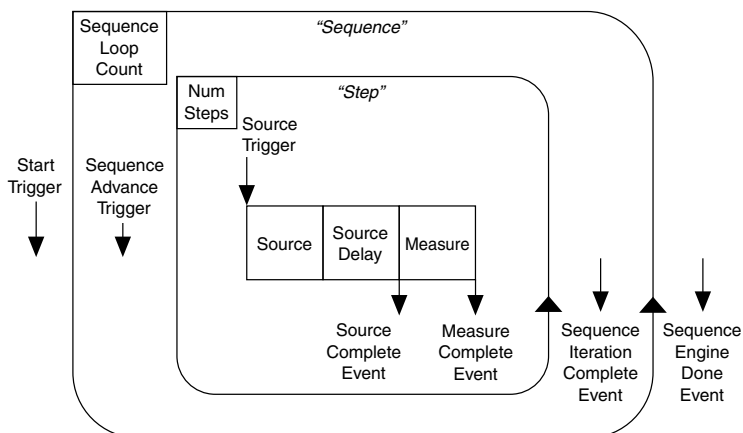 Sequence
Loop
Count
“Sequence”
Num
Steps
“Step”
Source
Trigger
Start
Trigger
Sequence
Advance
Trigger
Source
Source
Delay
Measure
Source
Complete
Event
Measure
Complete
Event
Sequence
Iteration
Complete
Event
Sequence
Engine
Done
Event